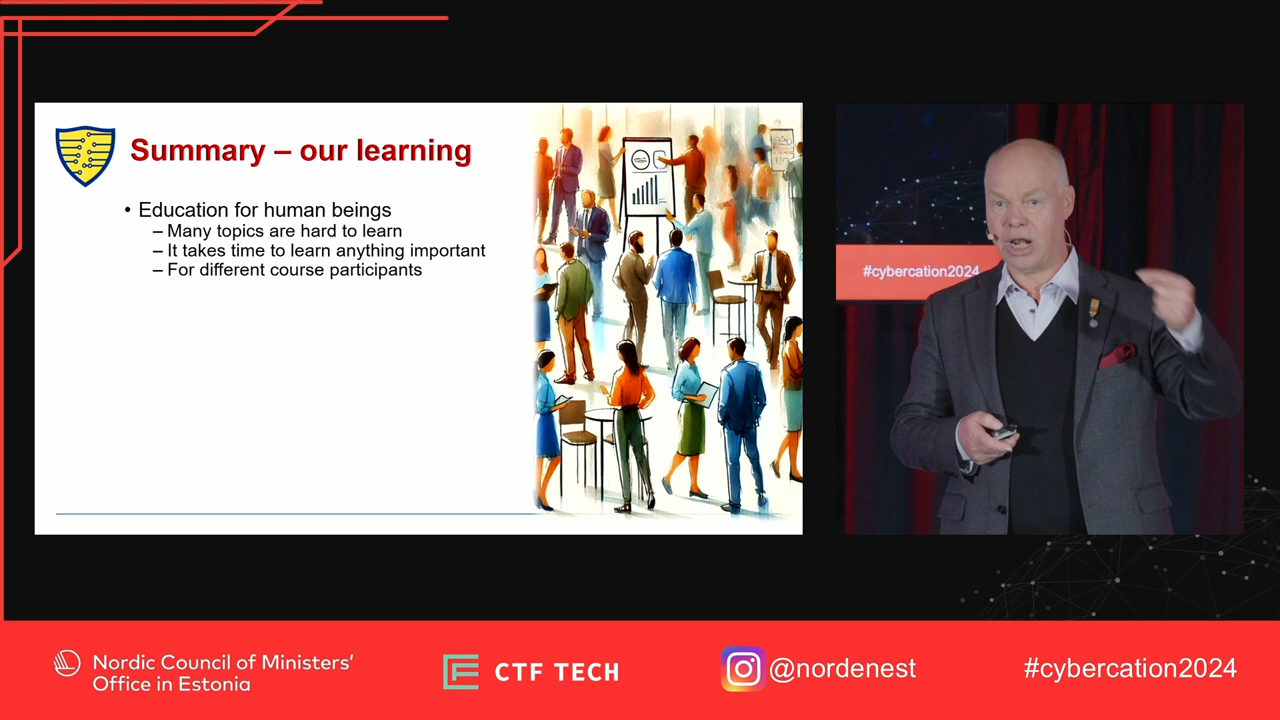 Summary – our learning
• Education for human beings
– Many topics are hard to learn
– It takes time to learn anything important
– For different course participants
#cybercation2024
Nordic Council of Ministers'
Office in Estonia
CTF TECH
@nordenest
#cybercation2024